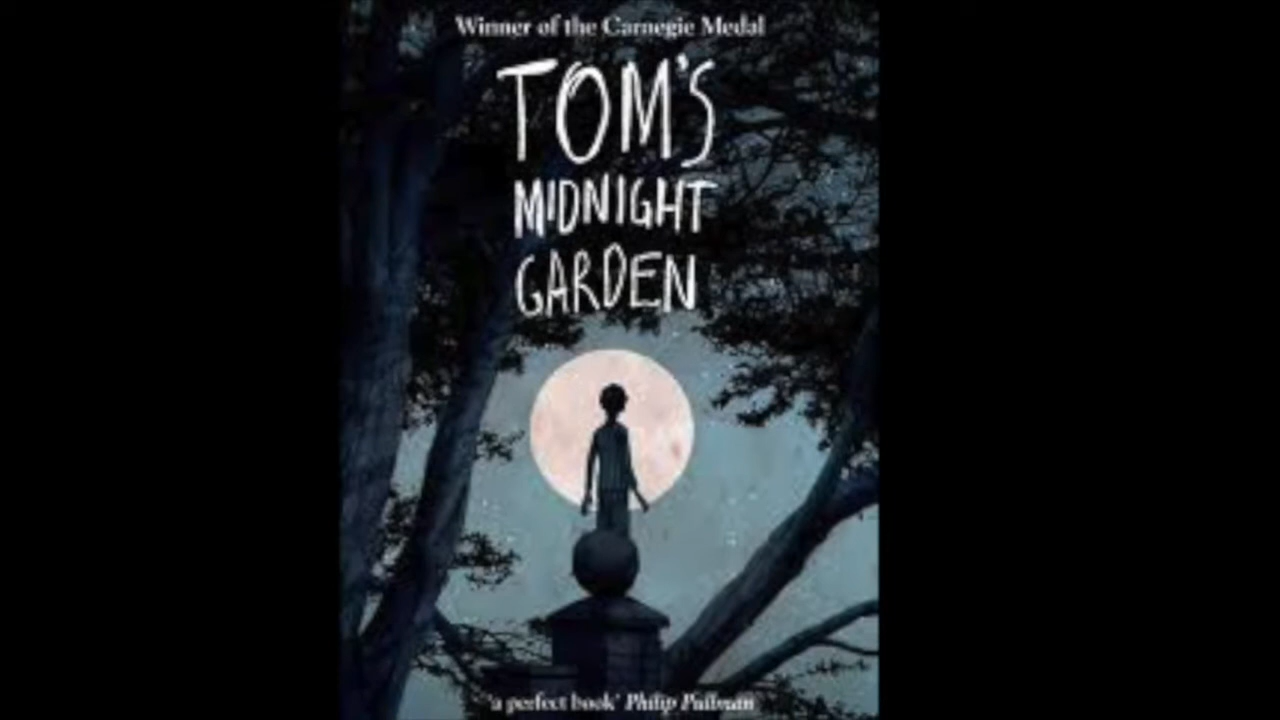 Winner of the Carnegie Medal
TOM'S
MIDNIGHT
GARDEN
'a perfect book' Philip Pullman